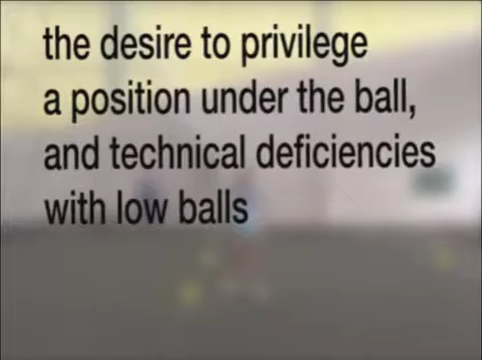 the desire to privilege
a position under the ball,
and technical deficiencies
with low balls